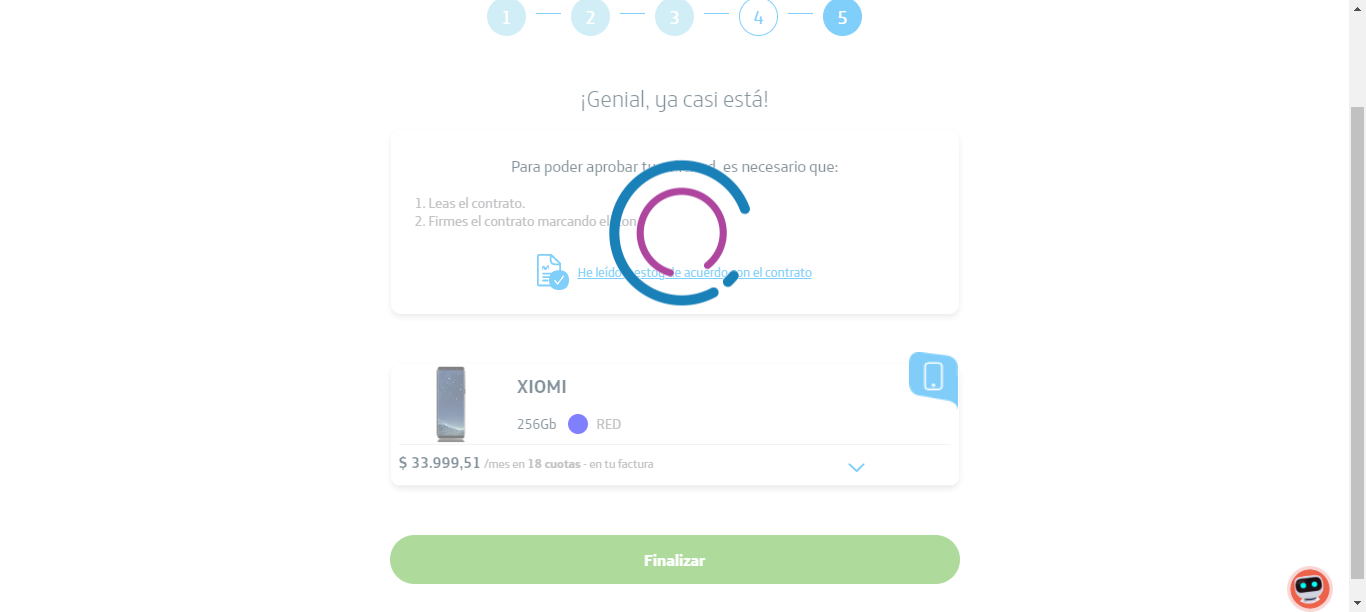 1 2 3 4 5
¡Genial, ya casi está!
Para poder aprobar tu es necesario que:
1. Leas el contrato.
2. Firmes el contrato marcando el
He leído estoy de acuerdo con el contrato
XIOMI
256Gb RED
$ 33.999,51 /mes en 18 cuotas - en tu factura
Finalizar